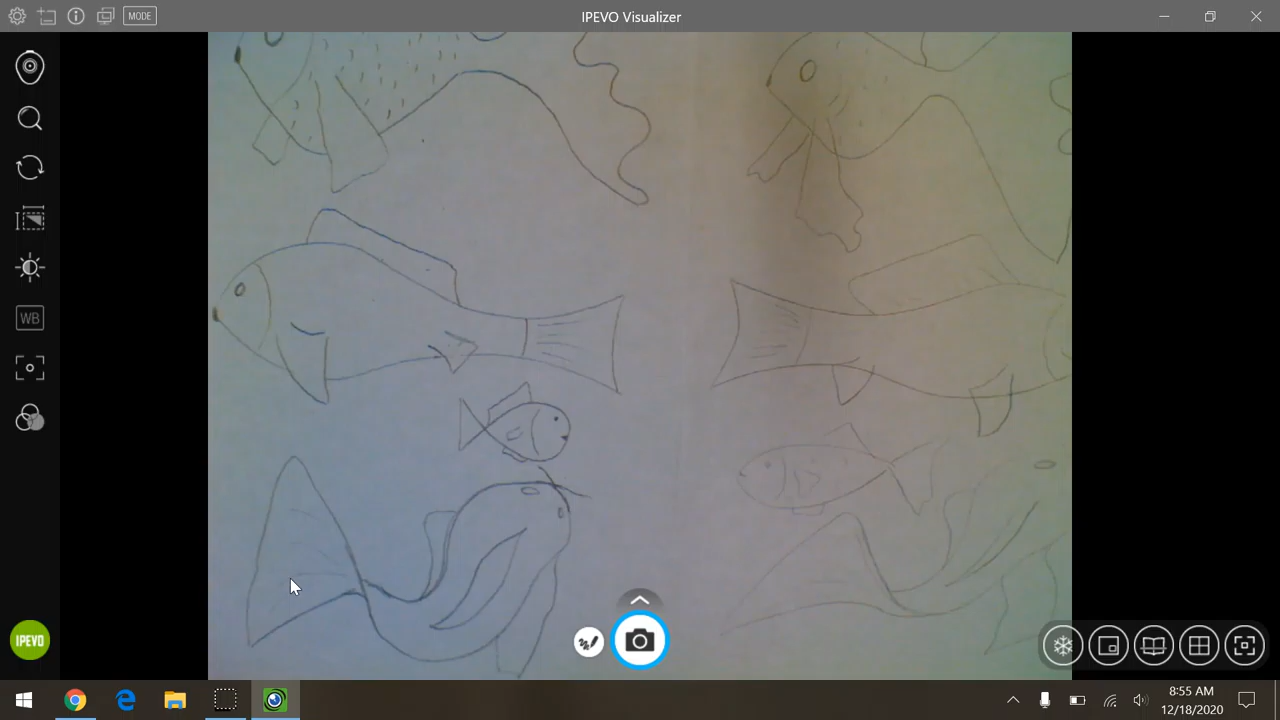 MODE
IPEVO Visualizer
WB
IPEVO
8:55 AM
12/18/2020